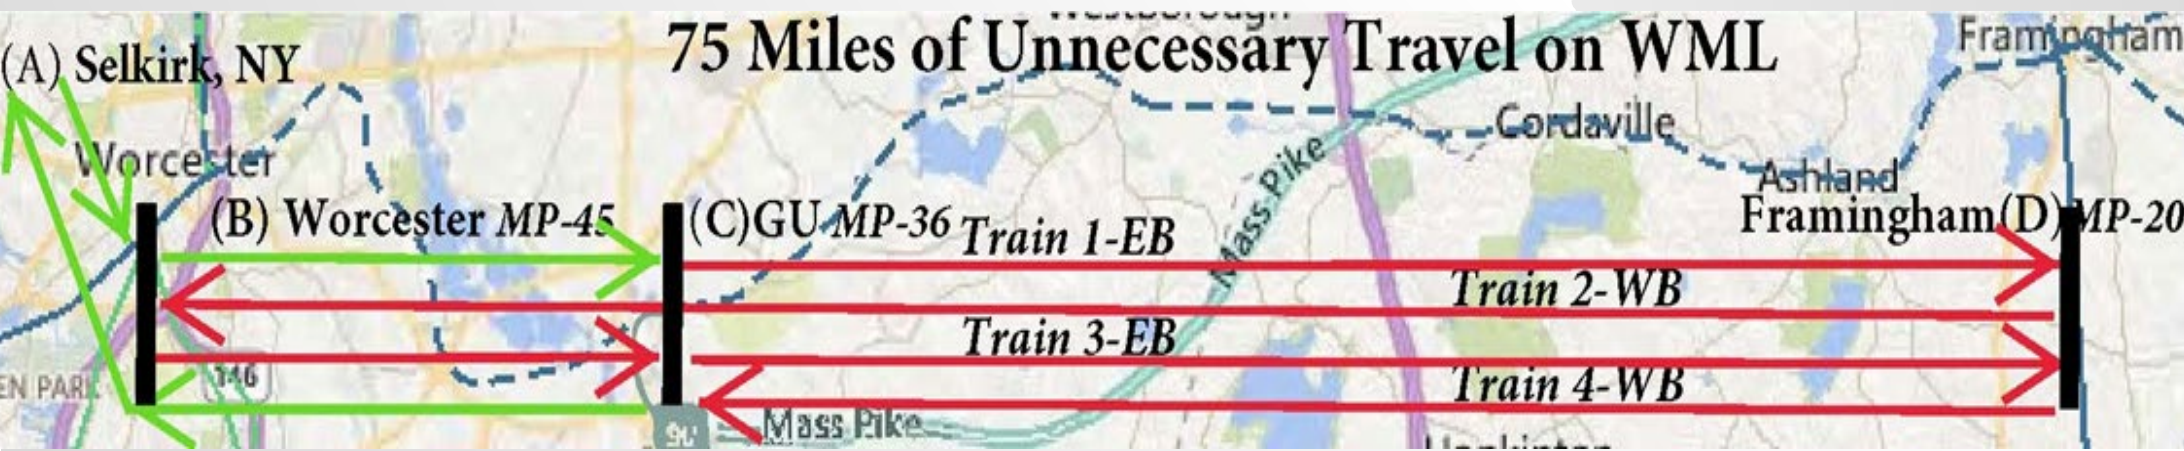 Westborough
75 Miles of Unnecessary Travel on WML
Framingham
(A) Selkirk, NY
Cordaville
Worcester
Mass Pike
Ashland
(B) Worcester MP-45
(C)GU MP-36
Train 1-EB
Framingham(D) MP-20
Train 2-WB
Train 3-EB
146
Train 4-WB
90
Mass Pike